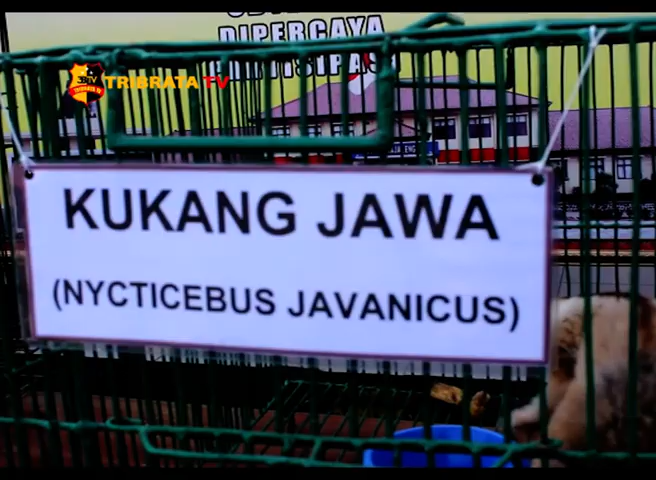 DIPERCAYA
TRIBRATA TV
KUKANG JAWA
(NYCTICEBUS JAVANICUS)